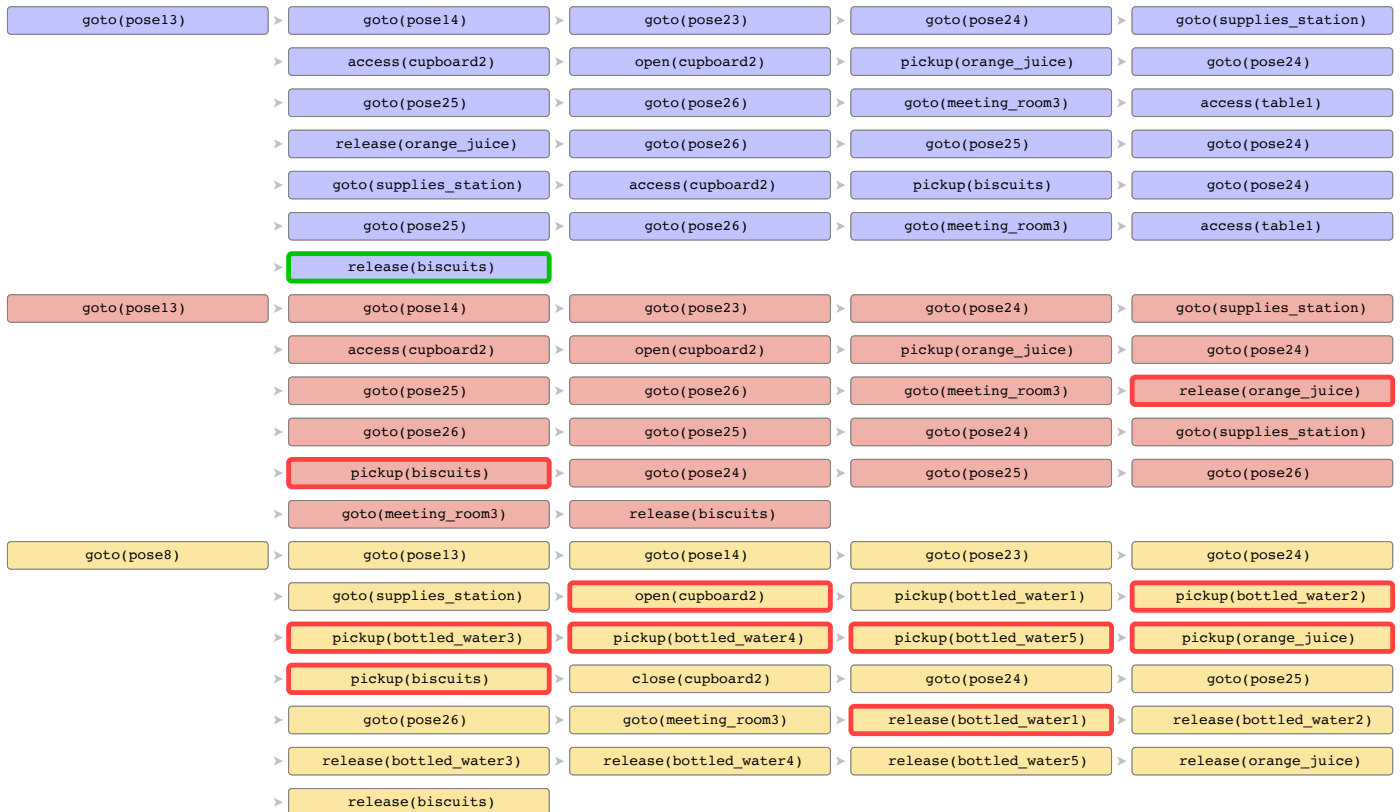 goto(pose13) goto(pose14) goto(pose23) goto(pose24) goto(supplies_station)
access(cupboard2) open(cupboard2) pickup(orange_juice) goto(pose24)
goto(pose25) goto(pose26) goto(meeting_room3) access(table1)
release(orange_juice) goto(pose26) goto(pose25) goto(pose24)
goto(supplies_station) access(cupboard2) pickup(biscuits) goto(pose24)
goto(pose25) goto(pose26) goto(meeting_room3) access(table1)
release(biscuits)
goto(pose13) goto(pose14) goto(pose23) goto(pose24) goto(supplies_station)
access(cupboard2) open(cupboard2) pickup(orange_juice) goto(pose24)
goto(pose25) goto(pose26) goto(meeting_room3) release(orange_juice)
goto(pose26) goto(pose25) goto(pose24) goto(supplies_station)
pickup(biscuits) goto(pose24) goto(pose25) goto(pose26)
goto(meeting_room3) release(biscuits)
goto(pose8) goto(pose13) goto(pose14) goto(pose23) goto(pose24)
goto(supplies_station) open(cupboard2) pickup(bottled_water1) pickup(bottled_water2)
pickup(bottled_water3) pickup(bottled_water4) pickup(bottled_water5) pickup(orange_juice)
pickup(biscuits) close(cupboard2) goto(pose24) goto(pose25)
goto(pose26) goto(meeting_room3) release(bottled_water1) release(bottled_water2)
release(bottled_water3) release(bottled_water4) release(bottled_water5) release(orange_juice)
release(biscuits)